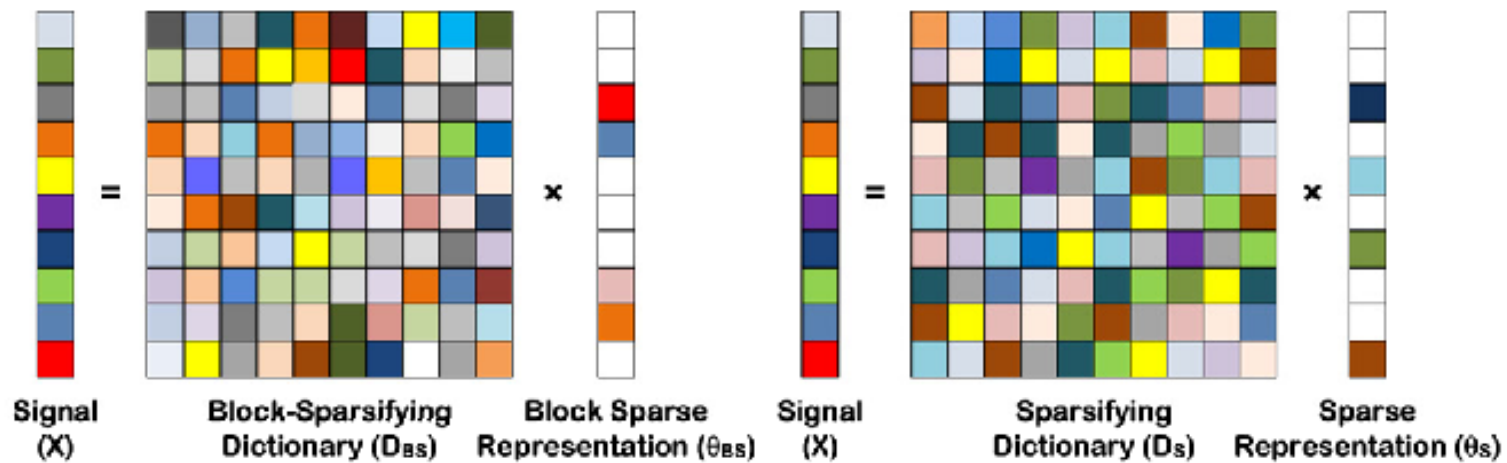 = × = ×
Signal Block-Sparsifying Block Sparse Signal Sparsifying Sparse
(X) Dictionary (DBS) Representation (θBS) (X) Dictionary (DS) Representation (θS)